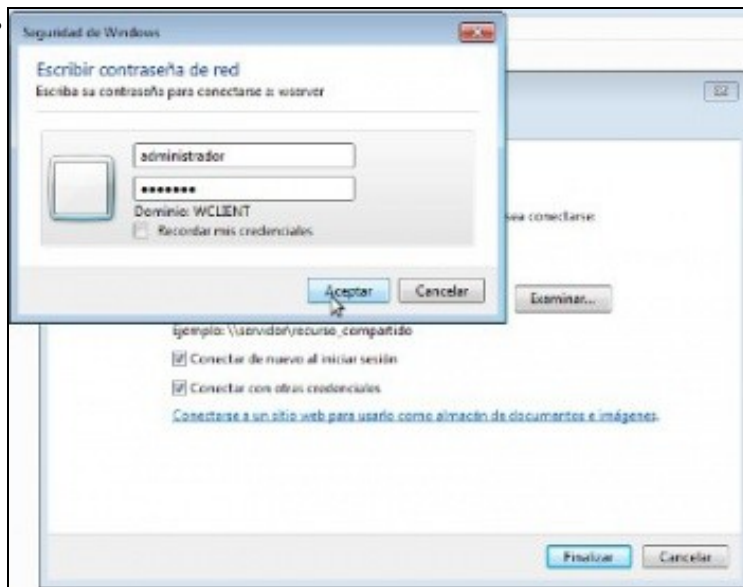 Seguridad de Windows
Escribir contraseña de red
Escriba su contraseña para conectarse a: wserver
administrador
•••••••
Dominio: WCLIENT
Recordar mis credenciales
Aceptar
Cancelar
sea conectarse:
Examinar...
Ejemplo: \\servidor\recurso_compartido
Conectar de nuevo al iniciar sesión
Conectar con otras credenciales
Conectarse a un sitio web para usarlo como almacén de documentos e imágenes.
Finalizar
Cancelar